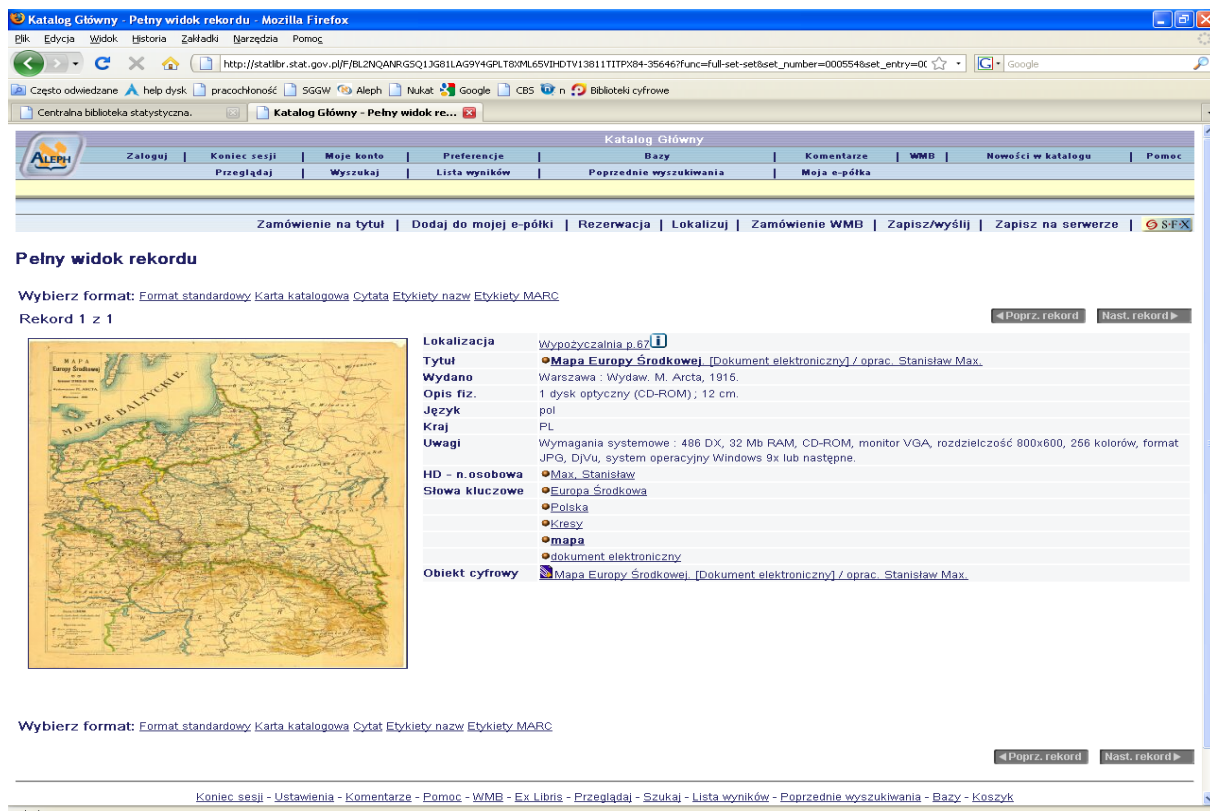 Katalog Główny - Pełny widok rekordu - Mozilla Firefox
Plik Edycja Widok Historia Zakładki Narzędzia Pomoc
http://statlibr.stat.gov.pl/F/BL2NQANRGSQ1JG81LAG9Y4GPLT8XML65VIHDTV13811TITPX84-35646?func=full-set-set&set_number=000554&set_entry=00 Google
Często odwiedzane help dysk pracochłoność SGGW Aleph Nukat Google CBS n Biblioteki cyfrowe
Centralna biblioteka statystyczna. Katalog Główny - Pełny widok re...
Katalog Główny
ALEPH
Zaloguj | Koniec sesji | Moje konto | Preferencje | Bazy | Komentarze | WMB | Nowości w katalogu | Pomoc
Przeglądaj | Wyszukaj | Lista wyników | Poprzednie wyszukiwania | Moja e-półka
Zamówienie na tytuł | Dodaj do mojej e-półki | Rezerwacja | Lokalizuj | Zamówienie WMB | Zapisz/wyślij | Zapisz na serwerze | S·F·X
Pełny widok rekordu
Wybierz format: Format standardowy Karta katalogowa Cytata Etykiety nazw Etykiety MARC
Rekord 1 z 1
Poprz. rekord Nast. rekord
MAPA
Europy Środkowej
MORZE BAŁTYCKIE
Lokalizacja Wypożyczalnia p.67
Tytuł Mapa Europy Środkowej. [Dokument elektroniczny] / oprac. Stanisław Max.
Wydano Warszawa : Wydaw. M. Arcta, 1915.
Opis fiz. 1 dysk optyczny (CD-ROM) ; 12 cm.
Język pol
Kraj PL
Uwagi Wymagania systemowe : 486 DX, 32 Mb RAM, CD-ROM, monitor VGA, rozdzielczość 800x600, 256 kolorów, format
JPG, DjVu, system operacyjny Windows 9x lub następne.
HD - n.osobowa Max, Stanisław
Słowa kluczowe Europa Środkowa
Polska
Kresy
mapa
dokument elektroniczny
Obiekt cyfrowy Mapa Europy Środkowej. [Dokument elektroniczny] / oprac. Stanisław Max.
Wybierz format: Format standardowy Karta katalogowa Cytat Etykiety nazw Etykiety MARC
Poprz. rekord Nast. rekord
Koniec sesji - Ustawienia - Komentarze - Pomoc - WMB - Ex Libris - Przeglądaj - Szukaj - Lista wyników - Poprzednie wyszukiwania - Bazy - Koszyk